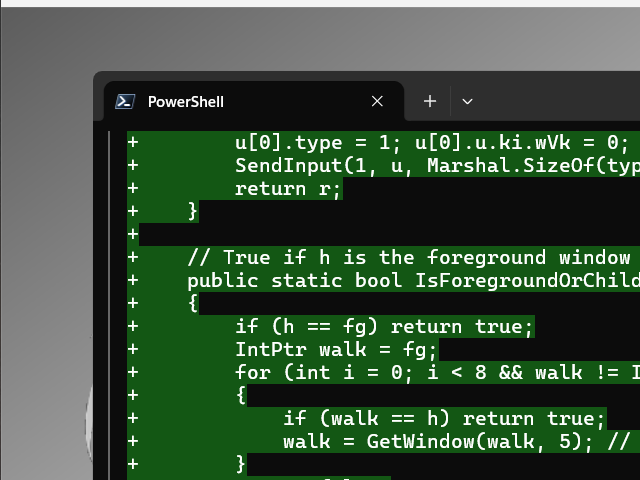 PowerShell
+        u[0].type = 1; u[0].u.ki.wVk = 0;
+        SendInput(1, u, Marshal.SizeOf(typ
+        return r;
+    }
+
+    // True if h is the foreground window
+    public static bool IsForegroundOrChild
+    {
+        if (h == fg) return true;
+        IntPtr walk = fg;
+        for (int i = 0; i < 8 && walk != I
+        {
+            if (walk == h) return true;
+            walk = GetWindow(walk, 5); //
+        }